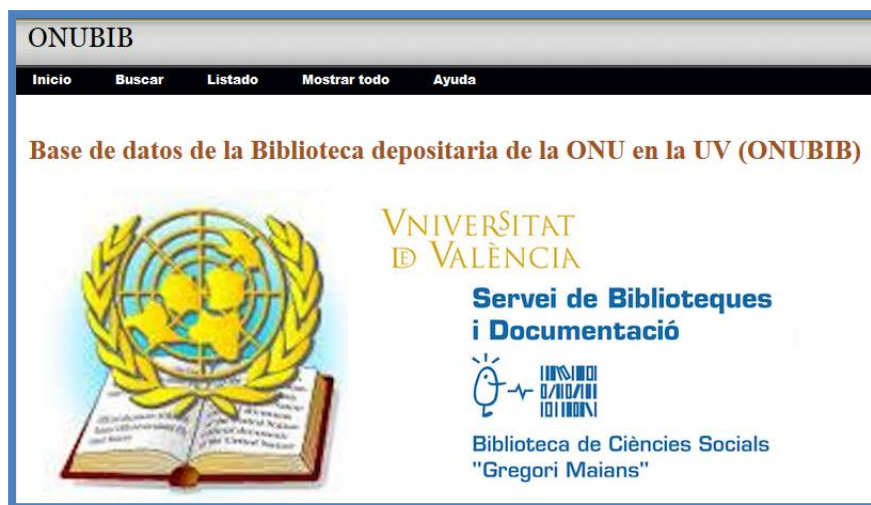 ONUBIB
Inicio Buscar Listado Mostrar todo Ayuda
Base de datos de la Biblioteca depositaria de la ONU en la UV (ONUBIB)
VNIVERSITAT
DE VALÈNCIA
Servei de Biblioteques
i Documentació
Biblioteca de Ciències Socials
"Gregori Maians"